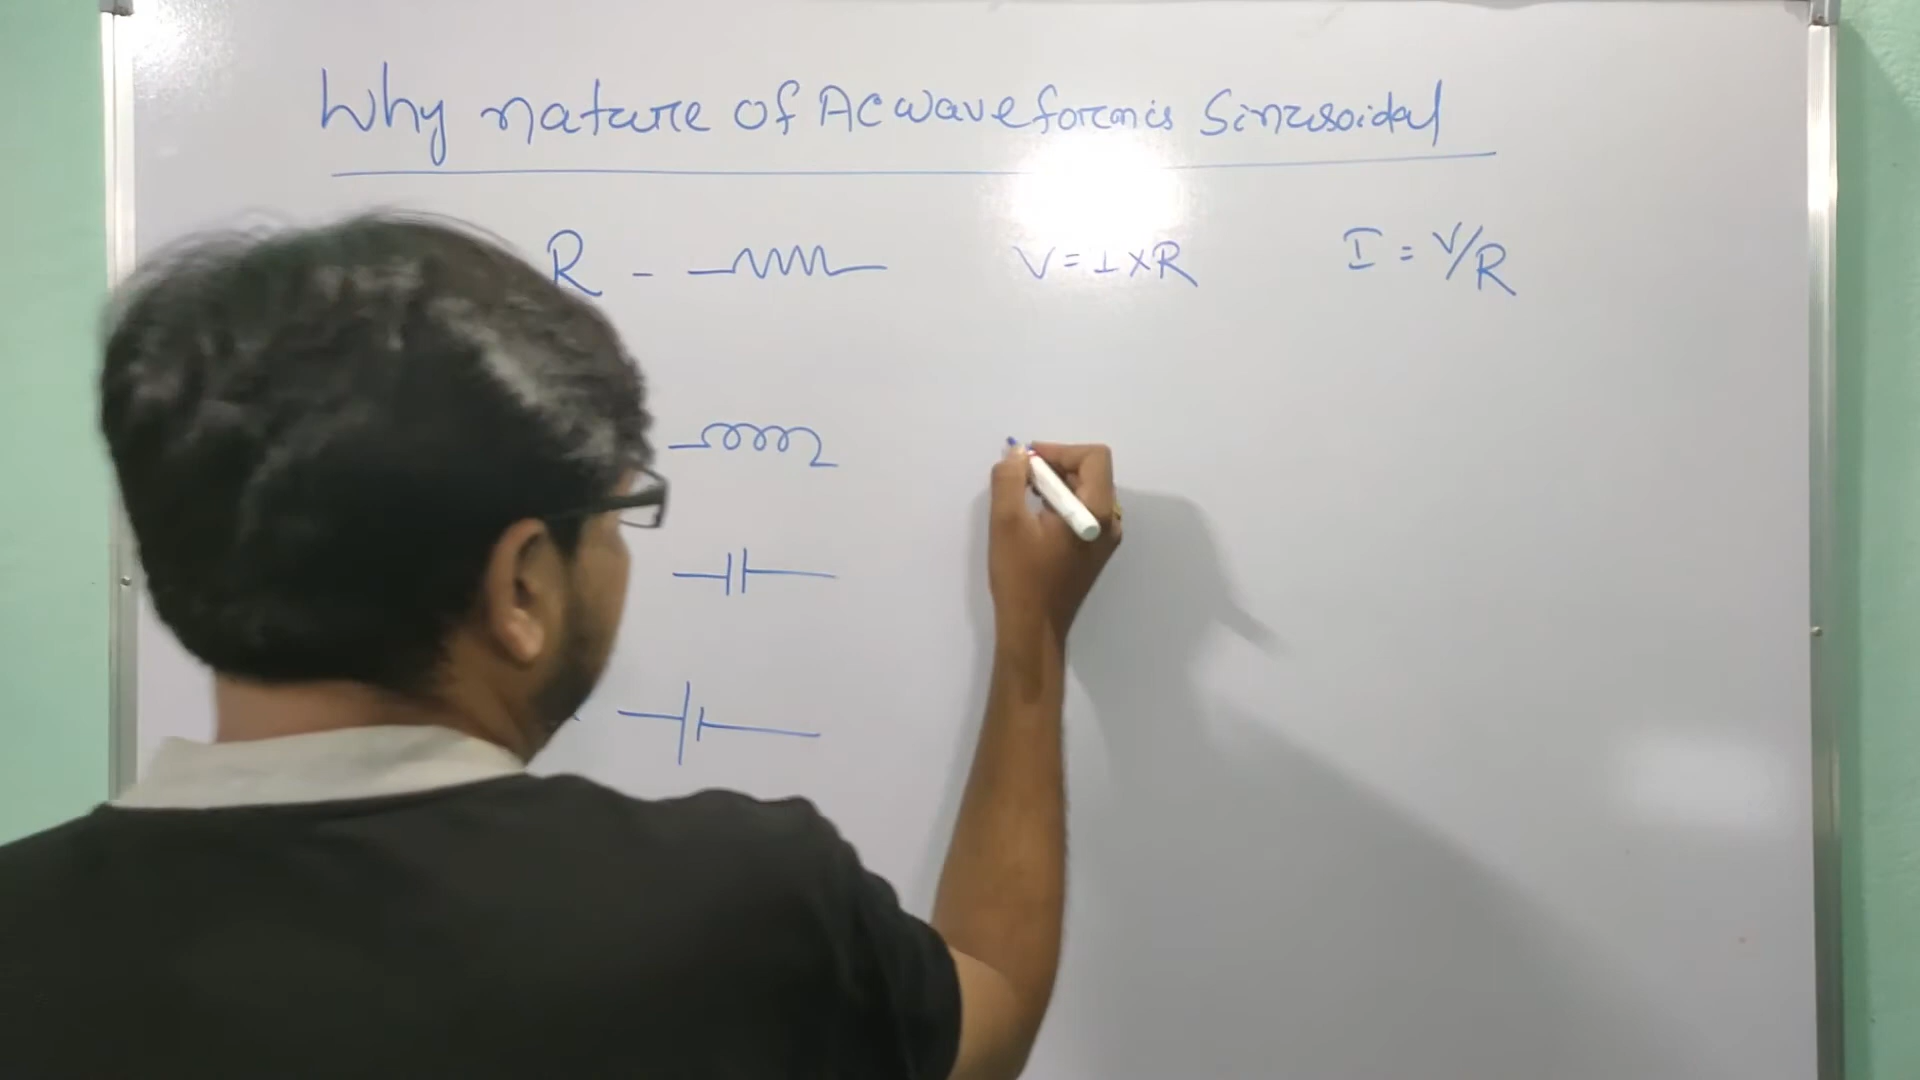 Why nature of AC waveform is Sinusoidal
R - V = I × R I = V/R